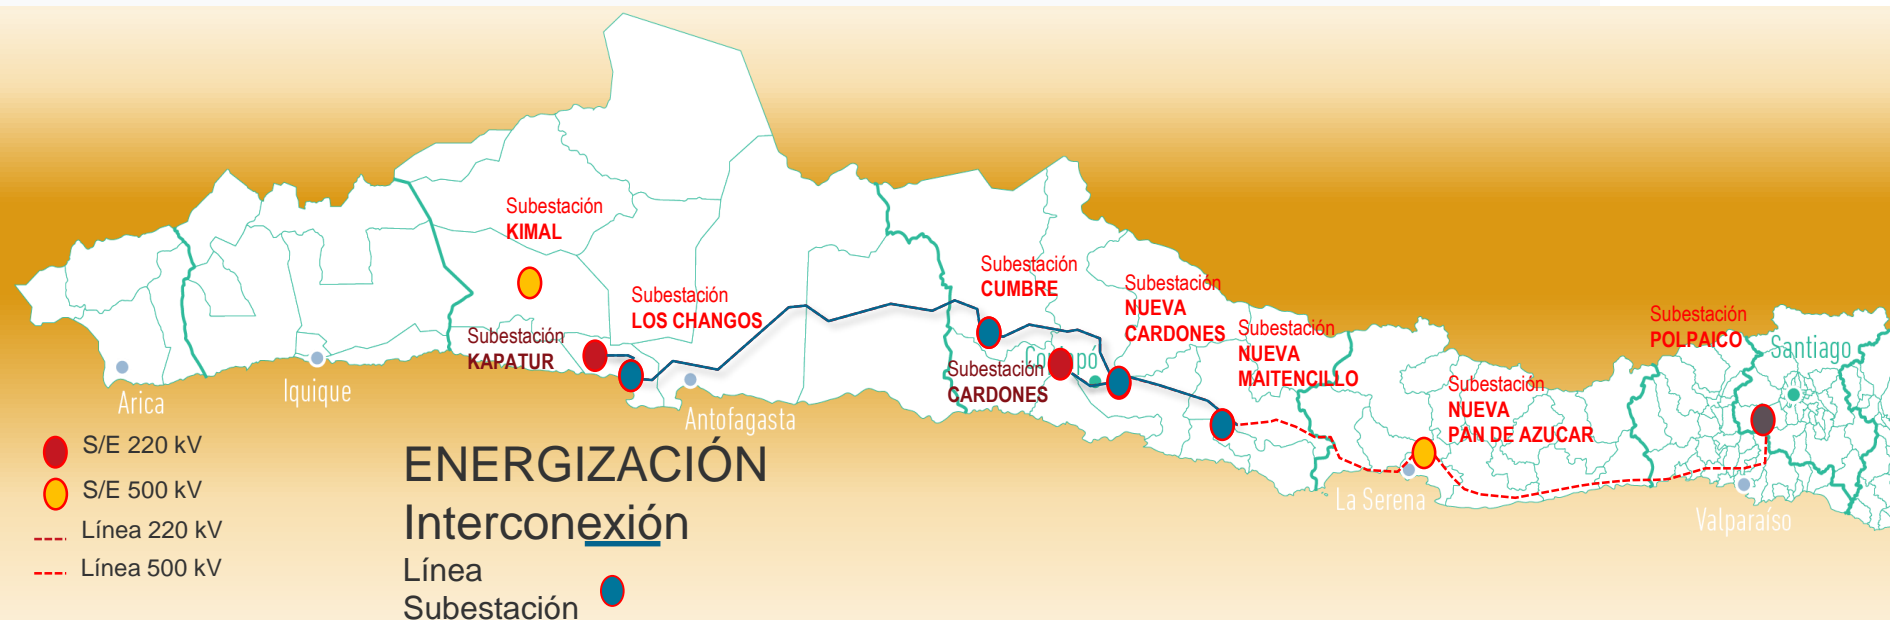 Subestación
KIMAL
Subestación
LOS CHANGOS
Subestación
KAPATUR
Subestación
CUMBRE
Subestación
CARDONES
Copiapó
Subestación
NUEVA
CARDONES
Subestación
NUEVA
MAITENCILLO
Subestación
NUEVA
PAN DE AZUCAR
Subestación
POLPAICO
Santiago
Arica
Iquique
Antofagasta
La Serena
Valparaíso
S/E 220 kV
S/E 500 kV
Línea 220 kV
Línea 500 kV
ENERGIZACIÓN
Interconexión
Línea
Subestación